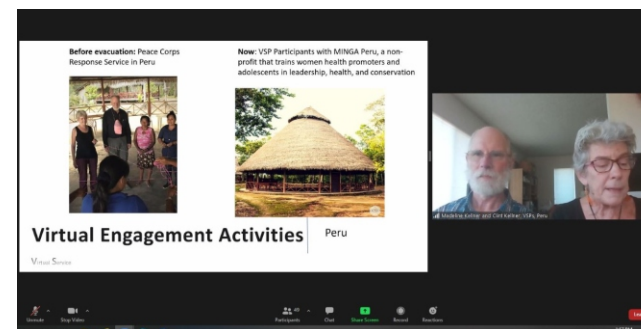 Before evacuation: Peace Corps
Response Service in Peru
Now: VSP Participants with MINGA Peru, a non-
profit that trains women health promoters and
adolescents in leadership, health, and conservation
Virtual Engagement Activities
Peru
Virtual Service
Madeline Kellner and Clint Kellner, VSPs, Peru
Unmute
Stop Video
Participants
Chat
Share Screen
Record
Reactions